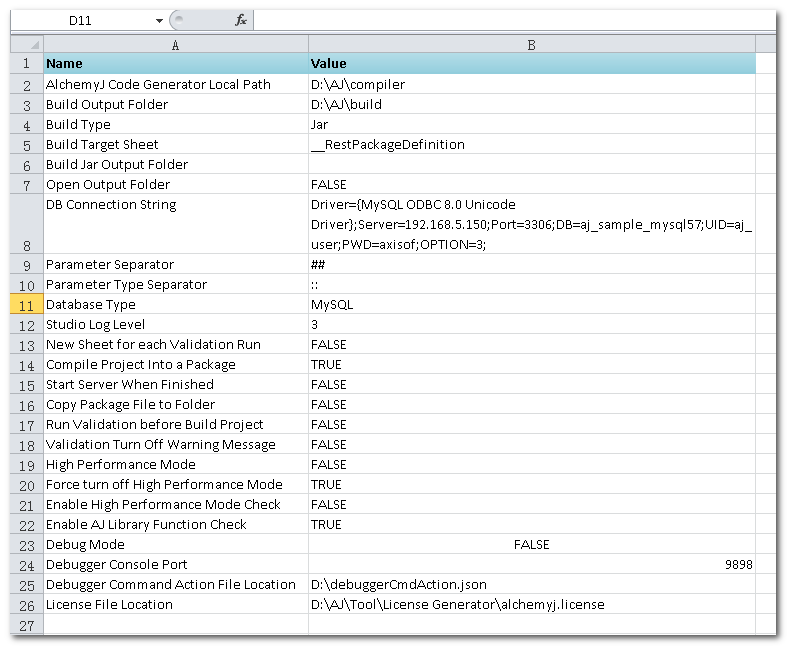 D11 fx
A B
1 Name Value
2 AlchemyJ Code Generator Local Path D:\AJ\compiler
3 Build Output Folder D:\AJ\build
4 Build Type Jar
5 Build Target Sheet __RestPackageDefinition
6 Build Jar Output Folder
7 Open Output Folder FALSE
DB Connection String Driver={MySQL ODBC 8.0 Unicode
Driver};Server=192.168.5.150;Port=3306;DB=aj_sample_mysql57;UID=aj_
8 user;PWD=axisof;OPTION=3;
9 Parameter Separator ##
10 Parameter Type Separator ::
11 Database Type MySQL
12 Studio Log Level 3
13 New Sheet for each Validation Run FALSE
14 Compile Project Into a Package TRUE
15 Start Server When Finished FALSE
16 Copy Package File to Folder FALSE
17 Run Validation before Build Project FALSE
18 Validation Turn Off Warning Message FALSE
19 High Performance Mode FALSE
20 Force turn off High Performance Mode TRUE
21 Enable High Performance Mode Check FALSE
22 Enable AJ Library Function Check TRUE
23 Debug Mode FALSE
24 Debugger Console Port 9898
25 Debugger Command Action File Location D:\debuggerCmdAction.json
26 License File Location D:\AJ\Tool\License Generator\alchemyj.license
27